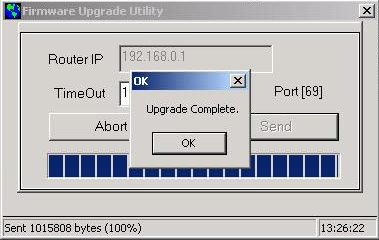 Firmware Upgrade Utility
Router IP 192.168.0.1
OK
Upgrade Complete.
TimeOut 1 Port [69]
Abort Send
OK
Sent 1015808 bytes (100%) 13:26:22